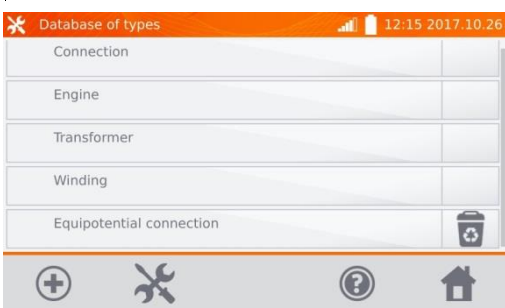 Database of types 12:15 2017.10.26
Connection
Engine
Transformer
Winding
Equipotential connection